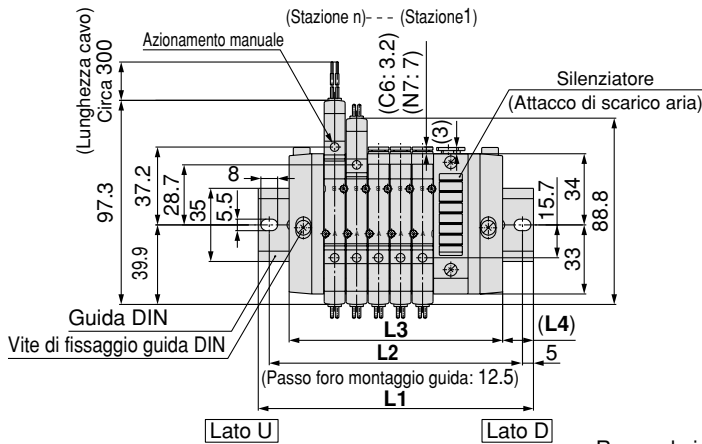 (Stazione n)--- (Stazione1)
Azionamento manuale
(Lunghezza cavo)
Circa 300
(C6: 3.2)
(N7: 7)
Silenziatore
(Attacco di scarico aria)
(3)
97.3
37.2
28.7
8
35
5.5
39.9
15.7
34
88.8
33
Guida DIN
Vite di fissaggio guida DIN
L3
(L4)
L2
5
(Passo foro montaggio guida: 12.5)
L1
Lato U
Lato D